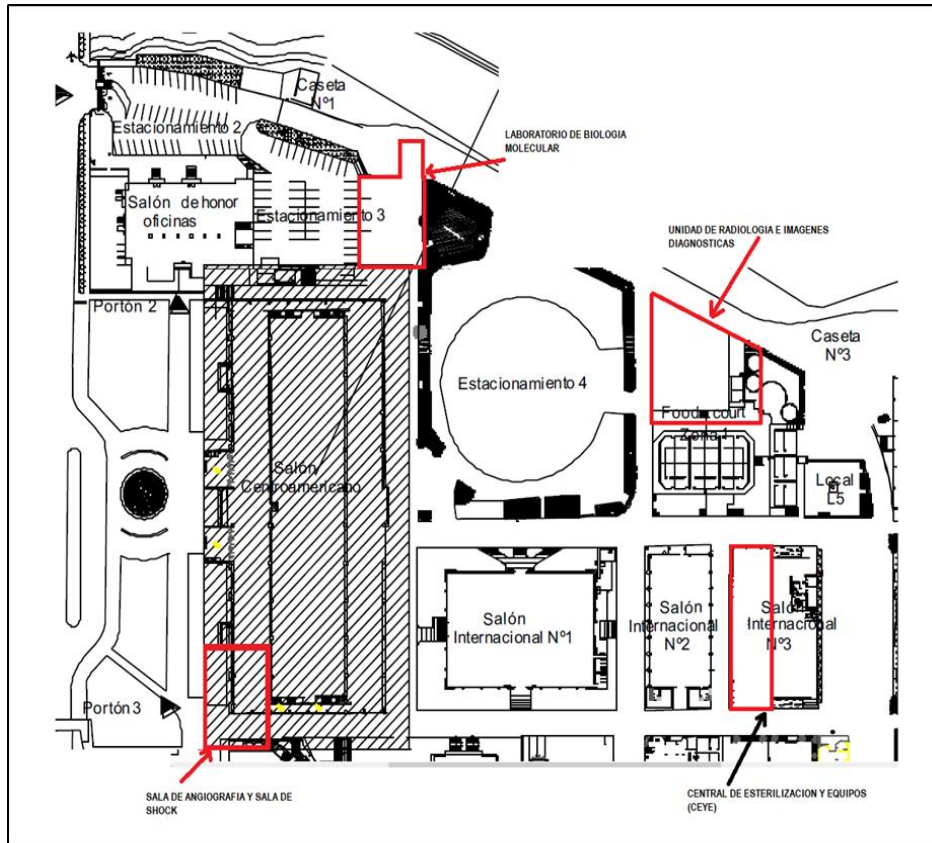 Caseta
Nº1
Estacionamiento 2
LABORATORIO DE BIOLOGIA
MOLECULAR
Salón de honor
oficinas
Estacionamiento 3
UNIDAD DE RADIOLOGIA E IMAGENES
DIAGNOSTICAS
Portón 2
Caseta
Nº3
Estacionamiento 4
Food court
Zona 1
Salón
Centroamericano
Local
L5
Salón
Internacional Nº1
Salón
Internacional
Nº2
Salón
Internacional
Nº3
Portón 3
SALA DE ANGIOGRAFIA Y SALA DE
SHOCK
CENTRAL DE ESTERILIZACION Y EQUIPOS
(CEYE)